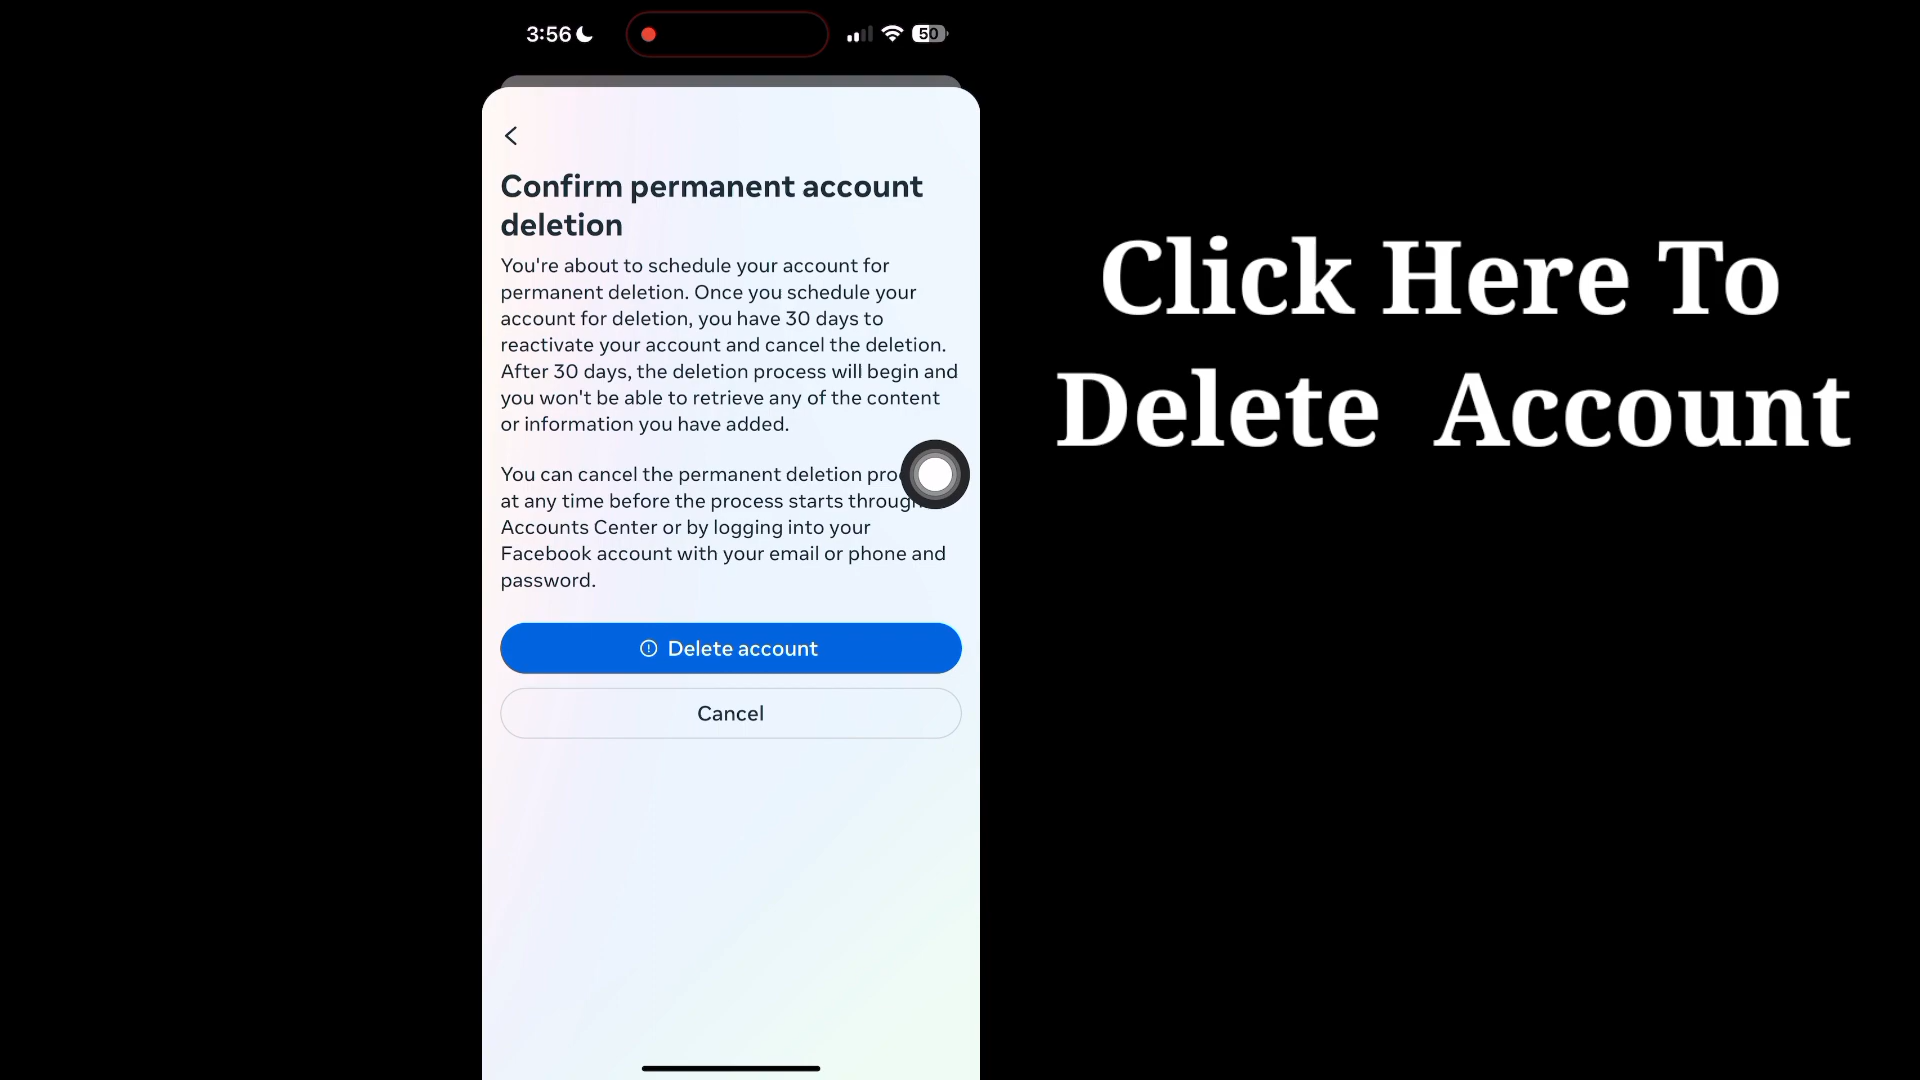 3:56
50
Confirm permanent account
deletion
You're about to schedule your account for
permanent deletion. Once you schedule your
account for deletion, you have 30 days to
reactivate your account and cancel the deletion.
After 30 days, the deletion process will begin and
you won't be able to retrieve any of the content
or information you have added.
You can cancel the permanent deletion
at any time before the process starts through
Accounts Center or by logging into your
Facebook account with your email or phone and
password.
Delete account
Cancel
Click Here To
Delete Account